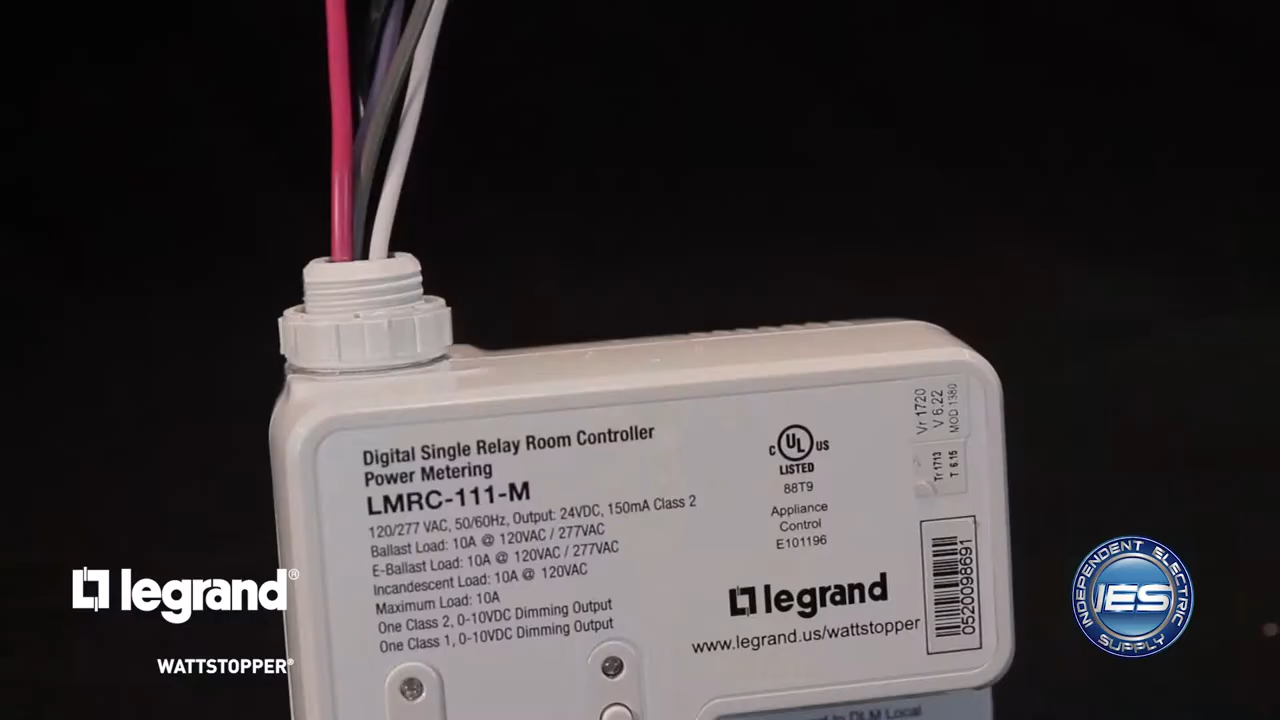 Digital Single Relay Room Controller
Power Metering
LMRC-111-M
120/277 VAC, 50/60Hz, Output: 24VDC, 150mA Class 2
Ballast Load: 10A @ 120VAC / 277VAC
E-Ballast Load: 10A @ 120VAC / 277VAC
Incandescent Load: 10A @ 120VAC
Maximum Load: 10A
One Class 2, 0-10VDC Dimming Output
One Class 1, 0-10VDC Dimming Output
C UL US
LISTED
88T9
Appliance
Control
E101196
Vr 1720
V 6.22
MOD 1380
Tr 1713
T 6.15
0520098691
legrand
www.legrand.us/wattstopper
to DLM Local
legrand®
WATTSTOPPER®
INDEPENDENT ELECTRIC
IES
SUPPLY